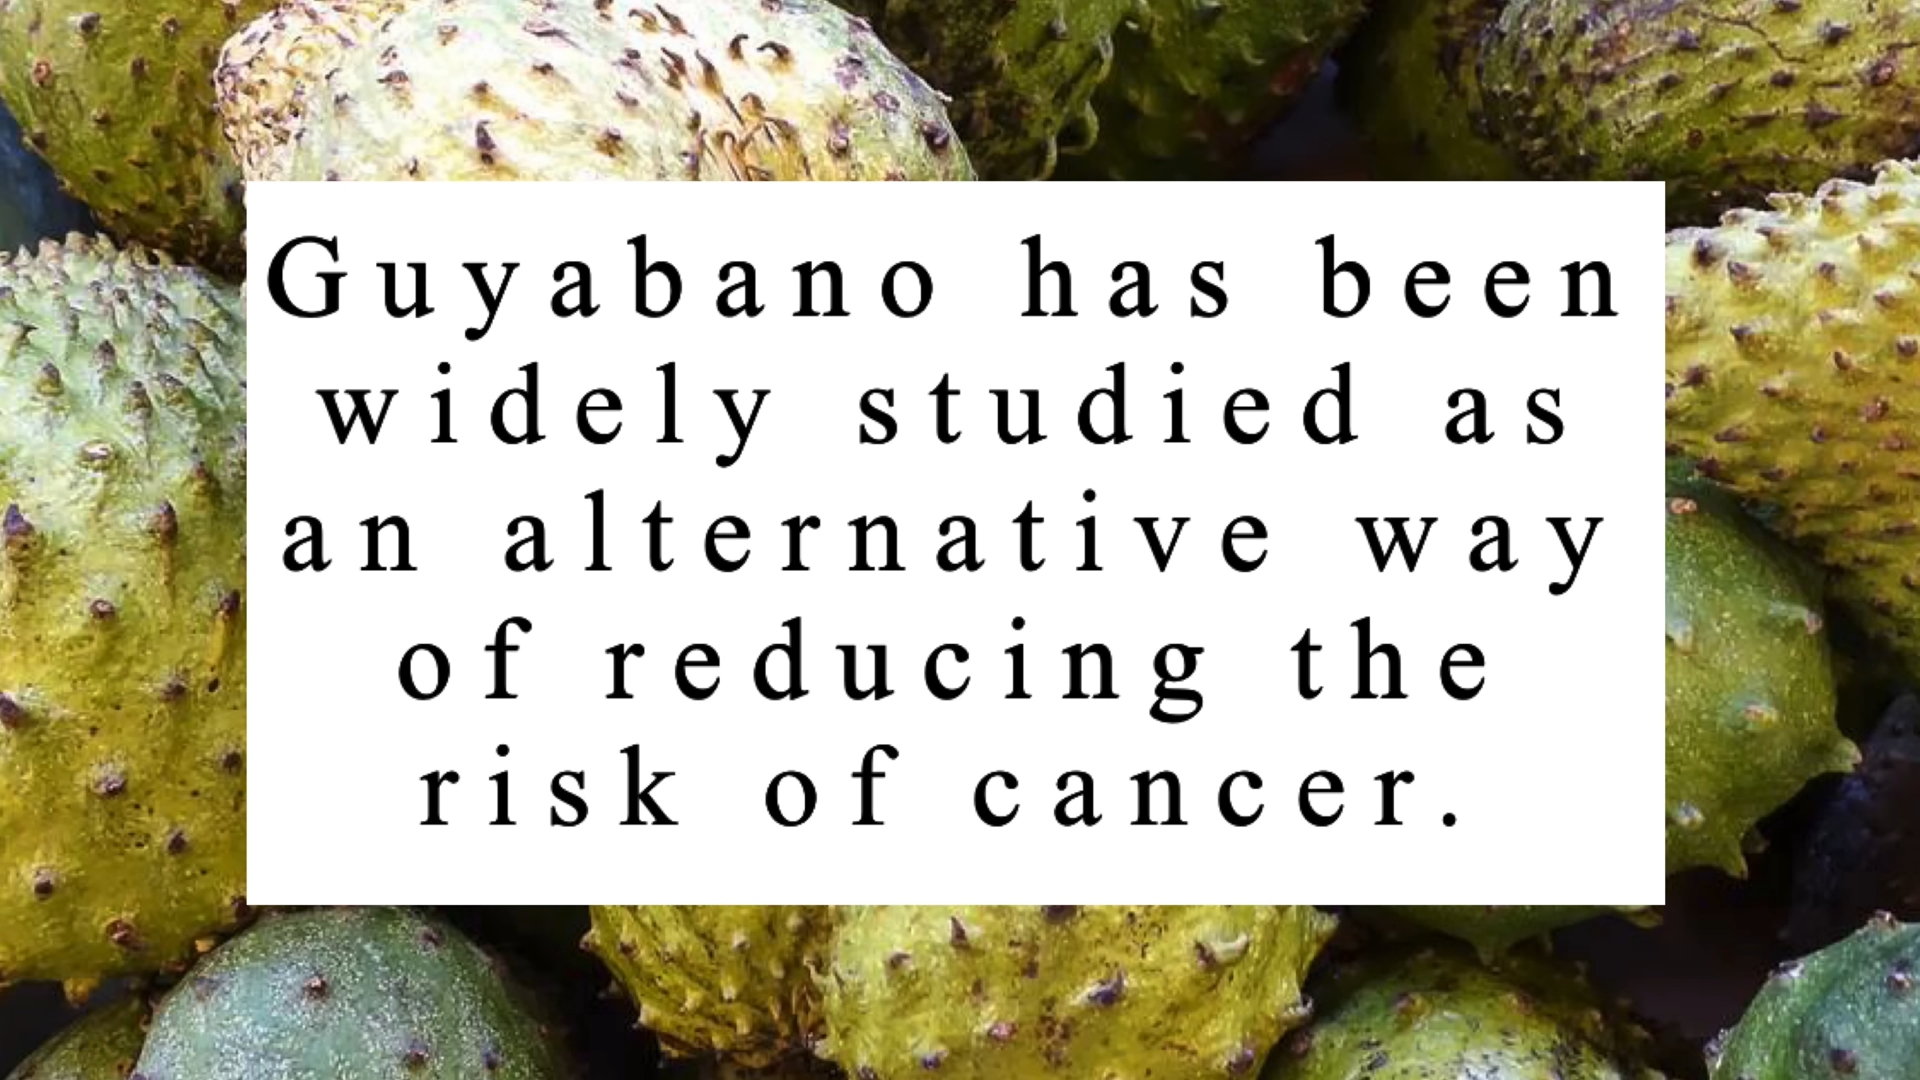 Guyabano has been
widely studied as
an alternative way
of reducing the
risk of cancer.